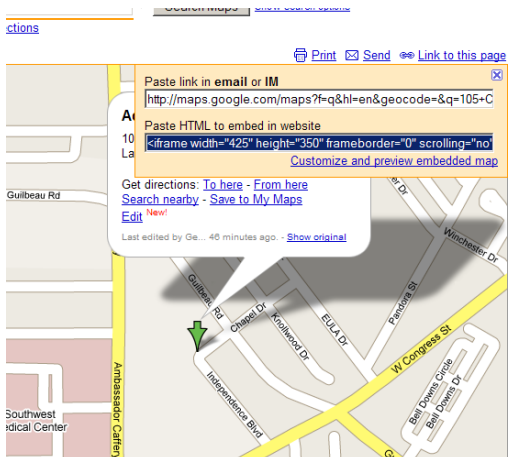 Search Maps Show search options
ctions
Print Send Link to this page
Paste link in email or IM
http://maps.google.com/maps?f=q&hl=en&geocode=&q=105+C
Paste HTML to embed in website
<iframe width="425" height="350" frameborder="0" scrolling="no"
Customize and preview embedded map
10
La
Get directions: To here - From here
Search nearby - Save to My Maps
Edit New!
Last edited by Ge... 46 minutes ago. - Show original
Guilbeau Rd
Dr
Winchester Dr
Pandora St
Guilbeau Rd
Chapel Dr
Knollwood Dr
EULA Dr
W Congress St
Bell Downs Circle
Bell Downs Dr
Independence Blvd
Ambassador Caffery
Southwest
edical Center